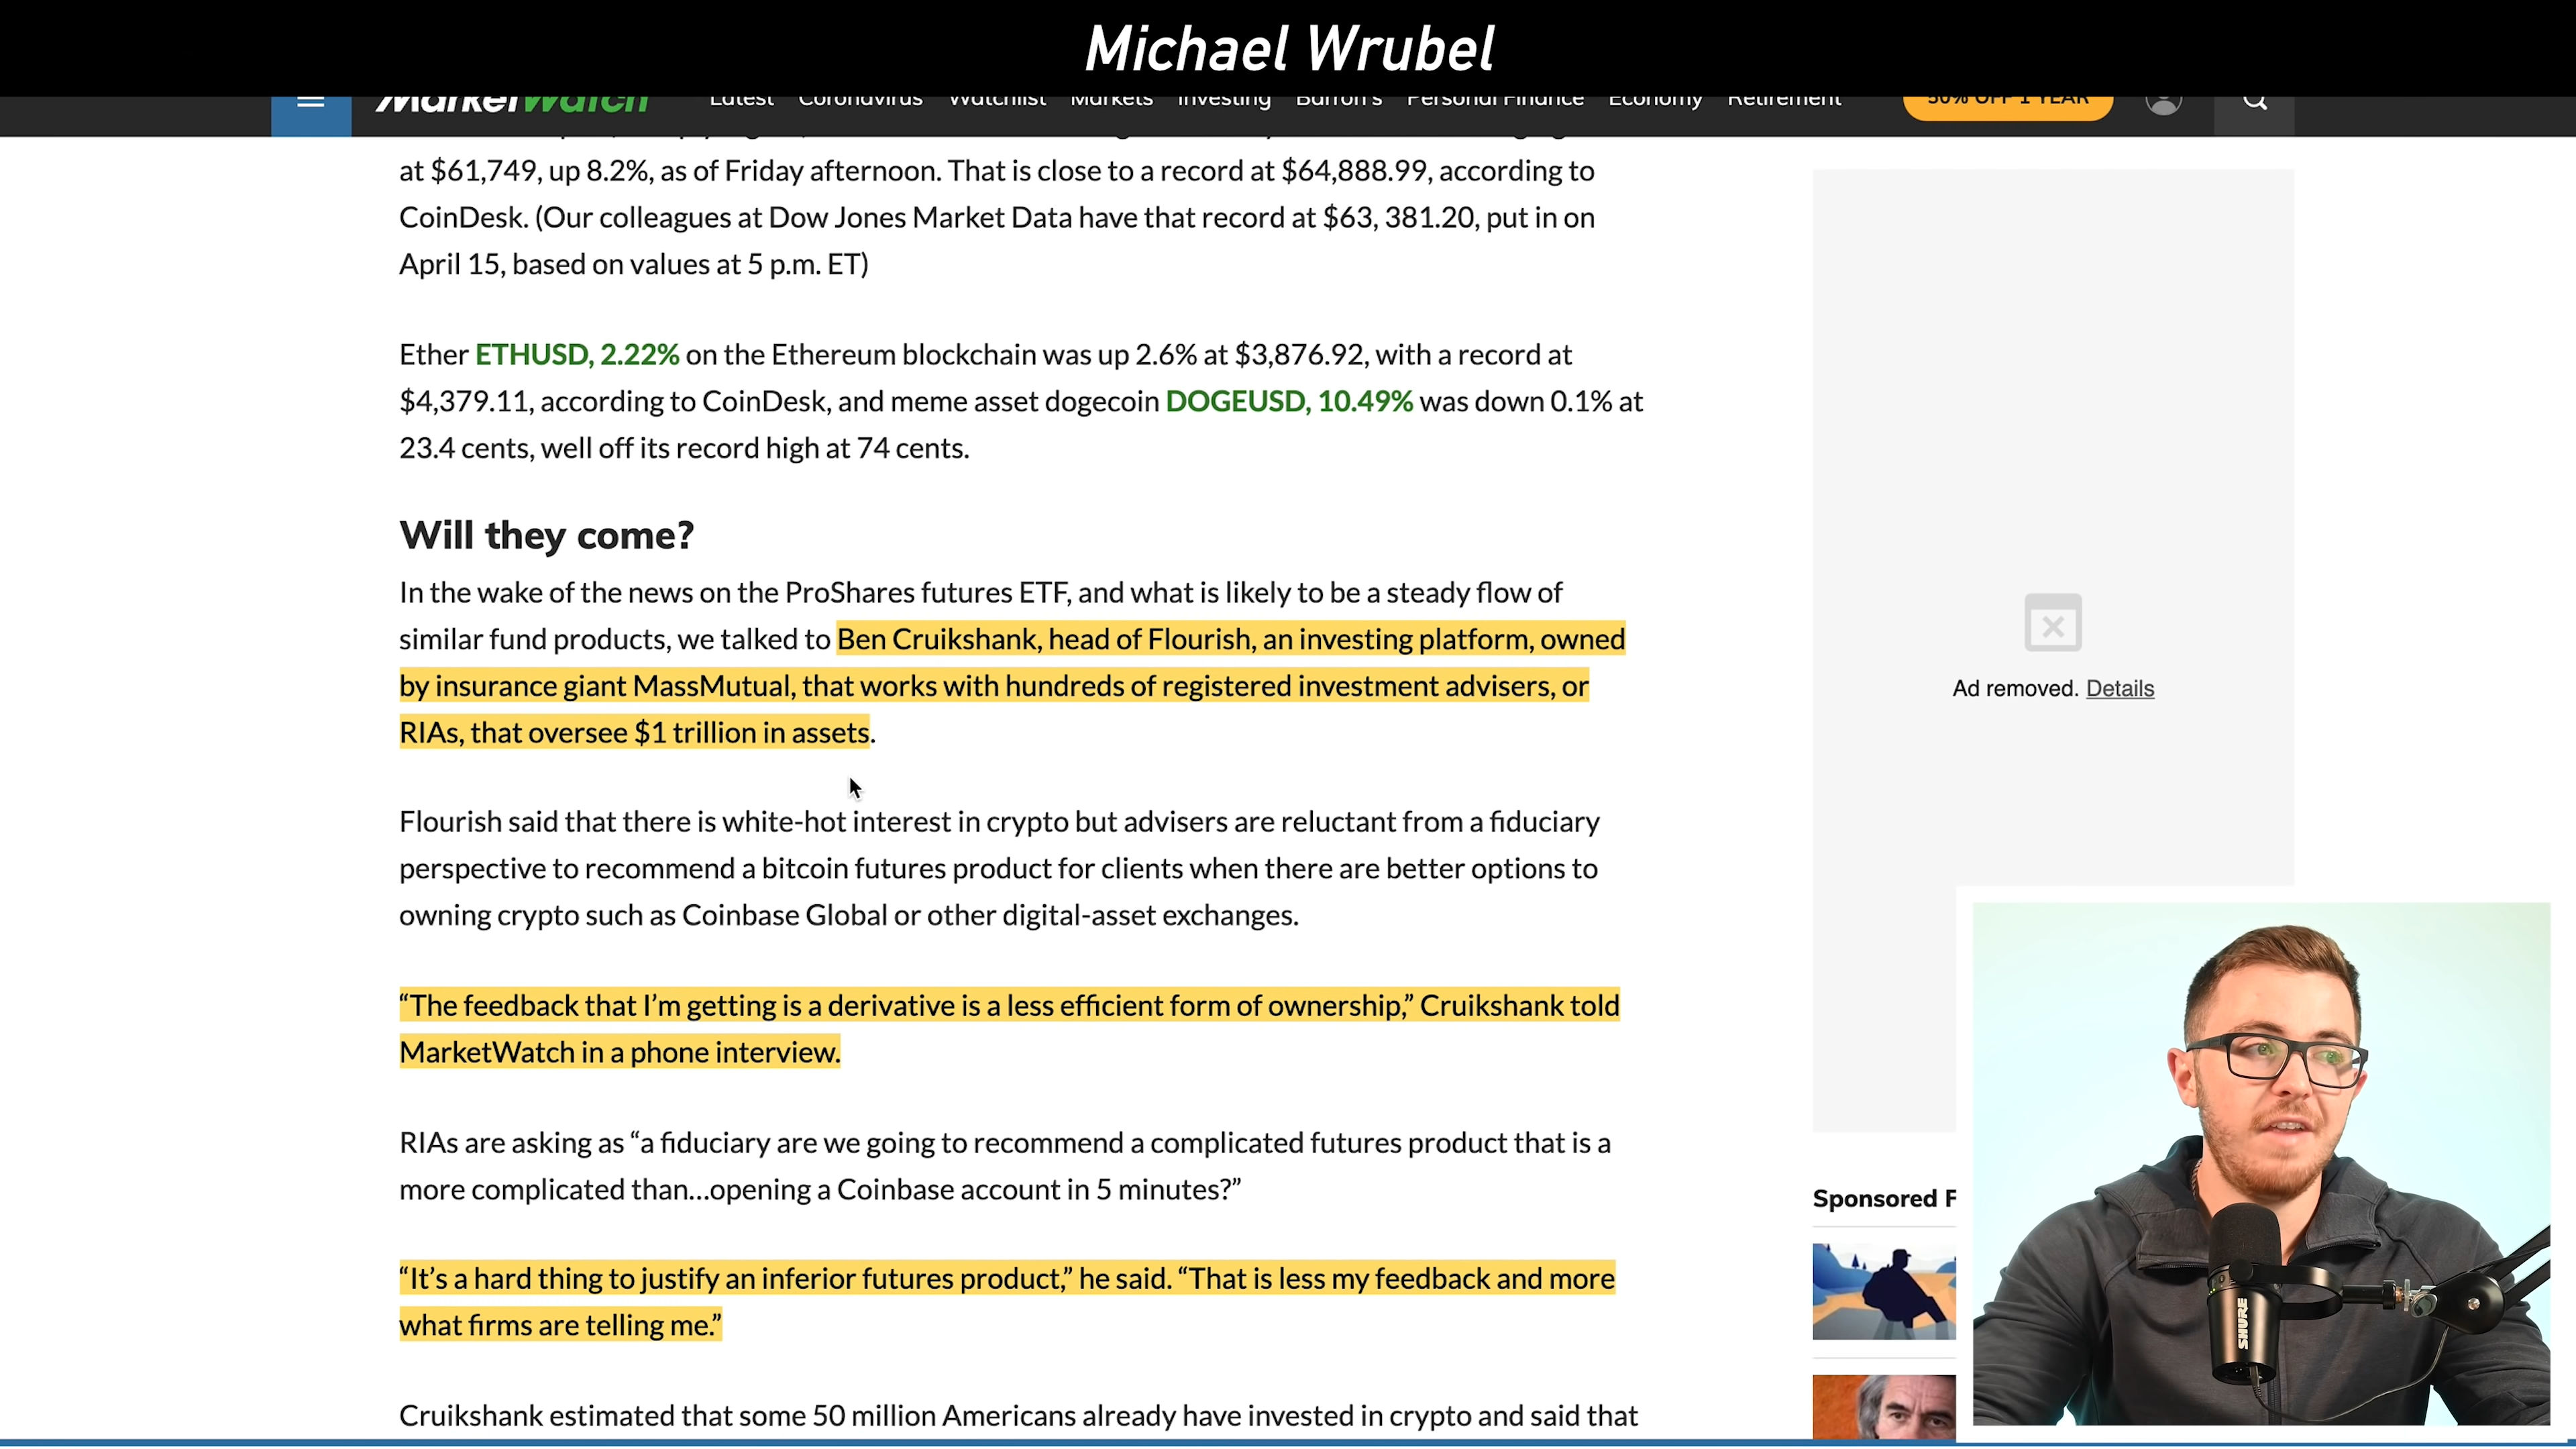 Michael Wrubel
MarketWatch
Latest Coronavirus Watchlist Markets Investing Barron's Personal Finance Economy Retirement
50% OFF 1 YEAR
at $61,749, up 8.2%, as of Friday afternoon. That is close to a record at $64,888.99, according to
CoinDesk. (Our colleagues at Dow Jones Market Data have that record at $63, 381.20, put in on
April 15, based on values at 5 p.m. ET)
Ether ETHUSD, 2.22% on the Ethereum blockchain was up 2.6% at $3,876.92, with a record at
$4,379.11, according to CoinDesk, and meme asset dogecoin DOGEUSD, 10.49% was down 0.1% at
23.4 cents, well off its record high at 74 cents.
Will they come?
In the wake of the news on the ProShares futures ETF, and what is likely to be a steady flow of
similar fund products, we talked to Ben Cruikshank, head of Flourish, an investing platform, owned
by insurance giant MassMutual, that works with hundreds of registered investment advisers, or
RIAs, that oversee $1 trillion in assets.
Flourish said that there is white-hot interest in crypto but advisers are reluctant from a fiduciary
perspective to recommend a bitcoin futures product for clients when there are better options to
owning crypto such as Coinbase Global or other digital-asset exchanges.
“The feedback that I’m getting is a derivative is a less efficient form of ownership,” Cruikshank told
MarketWatch in a phone interview.
RIAs are asking as “a fiduciary are we going to recommend a complicated futures product that is a
more complicated than…opening a Coinbase account in 5 minutes?”
“It’s a hard thing to justify an inferior futures product,” he said. “That is less my feedback and more
what firms are telling me.”
Cruikshank estimated that some 50 million Americans already have invested in crypto and said that
Ad removed. Details
Sponsored F
SHURE